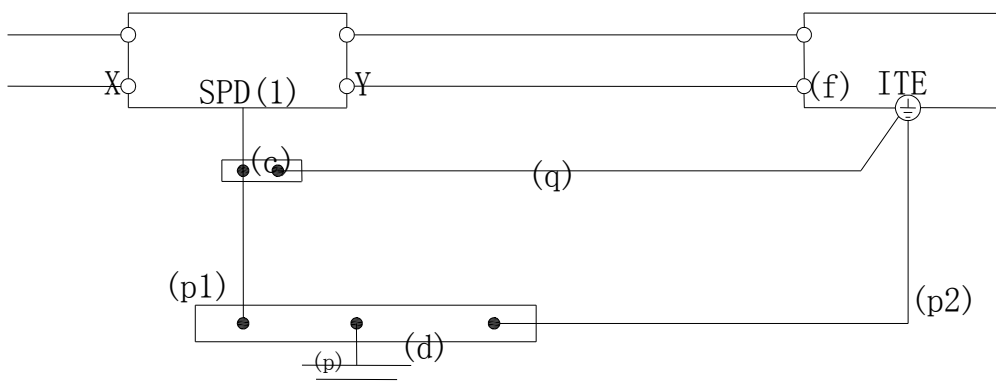 X
SPD(1)
Y
(f)
ITE
(c)
(q)
(p1)
(p2)
(d)
(p)